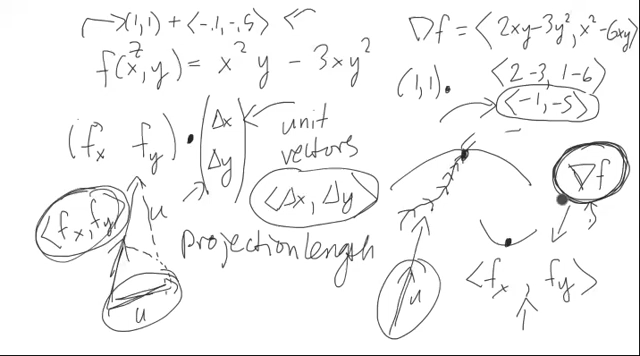 (1,1) + <-.1, -.5>
f(x,y) = x²y - 3xy²
z
(fx fy) · (Δx Δy)
unit vectors
<Δx, Δy>
<fx, fy>
u
u
projection length
∇f = <2xy-3y², x²-6xy>
(1,1)· <2-3, 1-6>
<-1, -5>
∇f
u
<fx, fy>